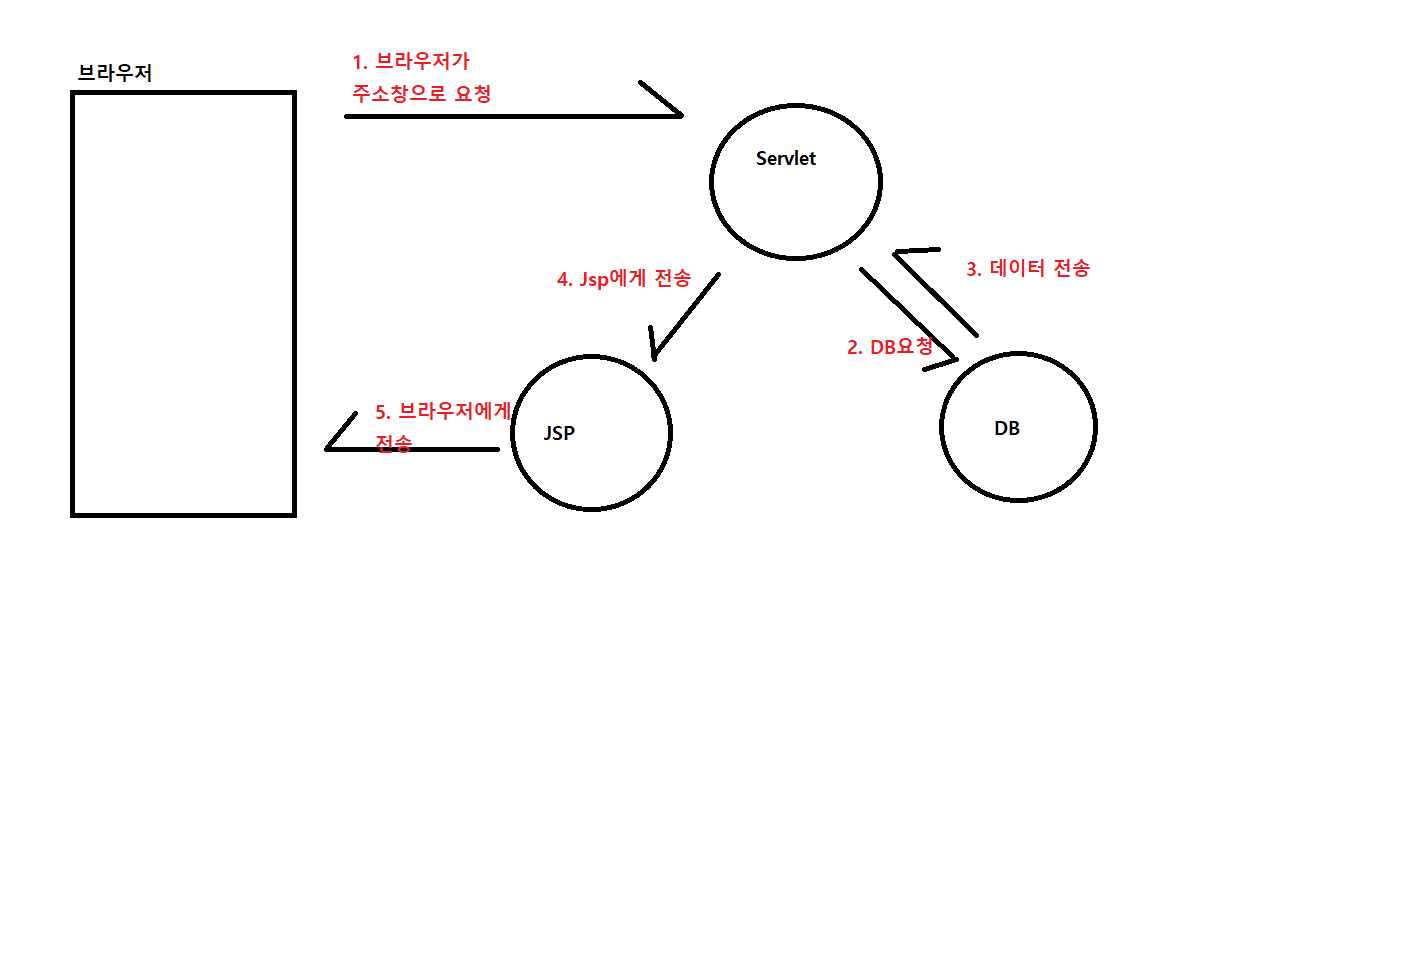 브라우저
1. 브라우저가
주소창으로 요청
Servlet
4. Jsp에게 전송
3. 데이터 전송
2. DB요청
5. 브라우저에게
전송
JSP
DB